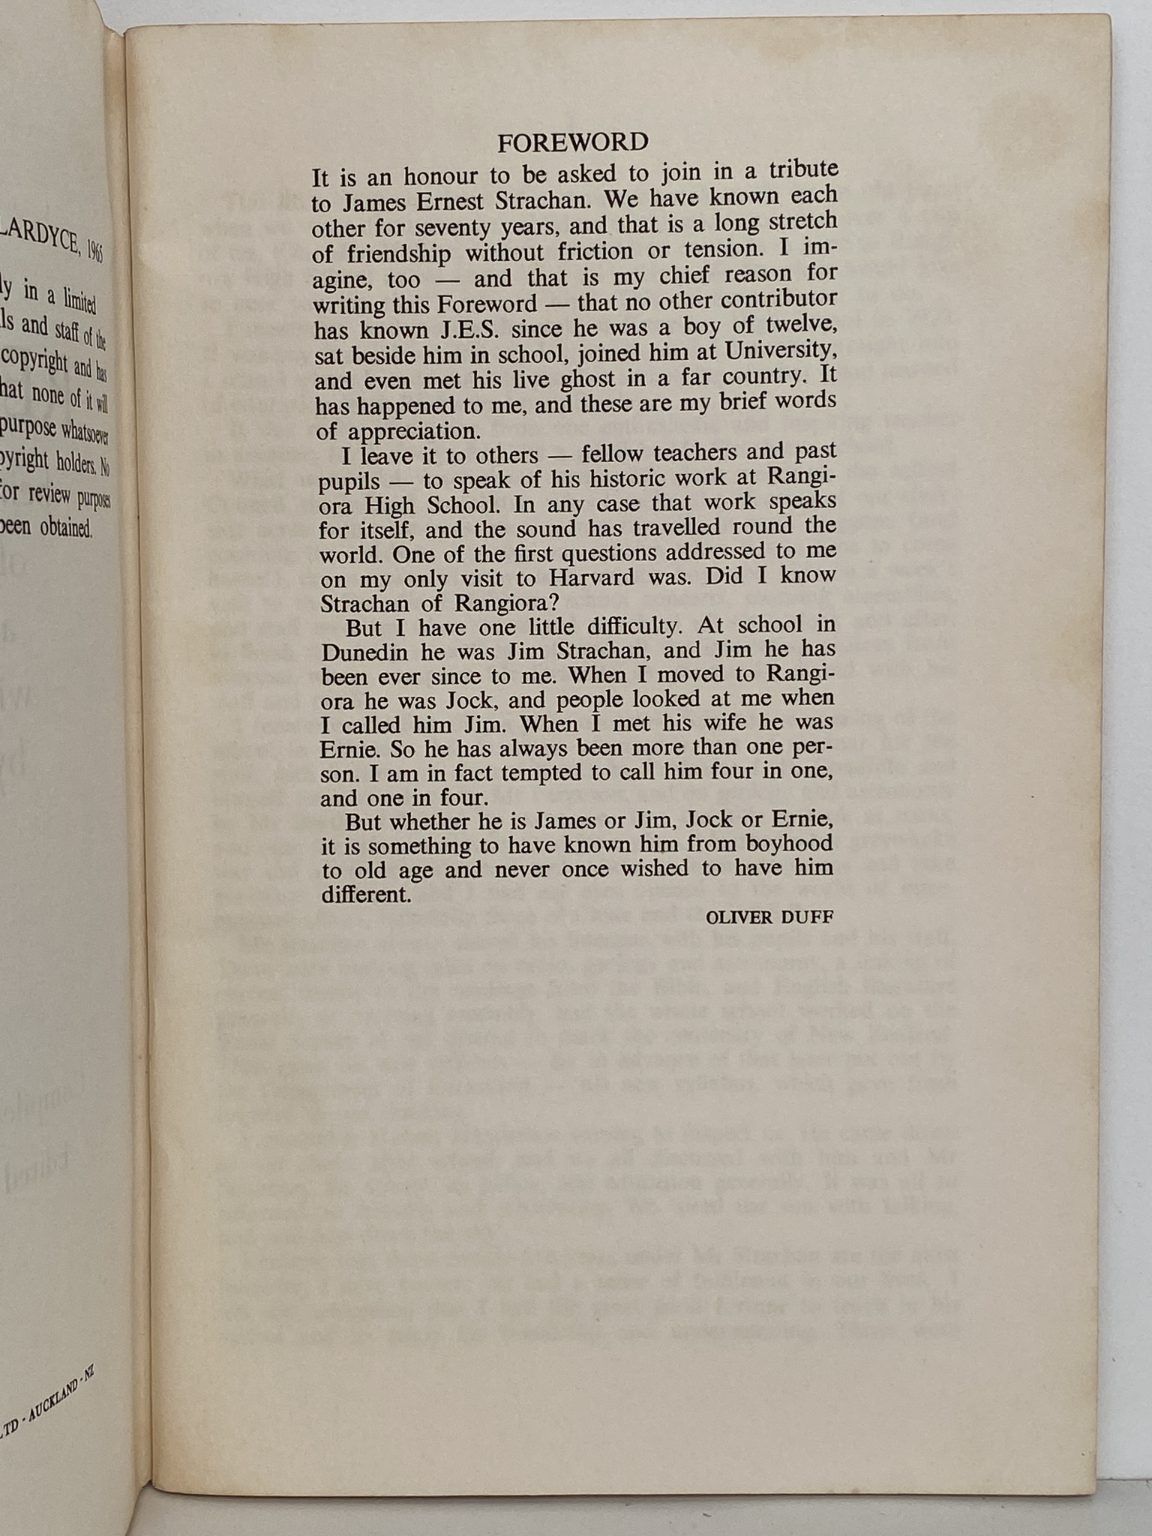 LARDYCE, 1965
in a limited
and staff of the
copyright and has
none of it will
purpose whatsoever
holders. No
for review purposes
been obtained.
LTD - AUCKLAND - NZ
FOREWORD
It is an honour to be asked to join in a tribute
to James Ernest Strachan. We have known each
other for seventy years, and that is a long stretch
of friendship without friction or tension. I im-
agine, too — and that is my chief reason for
writing this Foreword — that no other contributor
has known J.E.S. since he was a boy of twelve,
sat beside him in school, joined him at University,
and even met his live ghost in a far country. It
has happened to me, and these are my brief words
of appreciation.
I leave it to others — fellow teachers and past
pupils — to speak of his historic work at Rangi-
ora High School. In any case that work speaks
for itself, and the sound has travelled round the
world. One of the first questions addressed to me
on my only visit to Harvard was. Did I know
Strachan of Rangiora?
But I have one little difficulty. At school in
Dunedin he was Jim Strachan, and Jim he has
been ever since to me. When I moved to Rangi-
ora he was Jock, and people looked at me when
I called him Jim. When I met his wife he was
Ernie. So he has always been more than one per-
son. I am in fact tempted to call him four in one,
and one in four.
But whether he is James or Jim, Jock or Ernie,
it is something to have known him from boyhood
to old age and never once wished to have him
different.
OLIVER DUFF